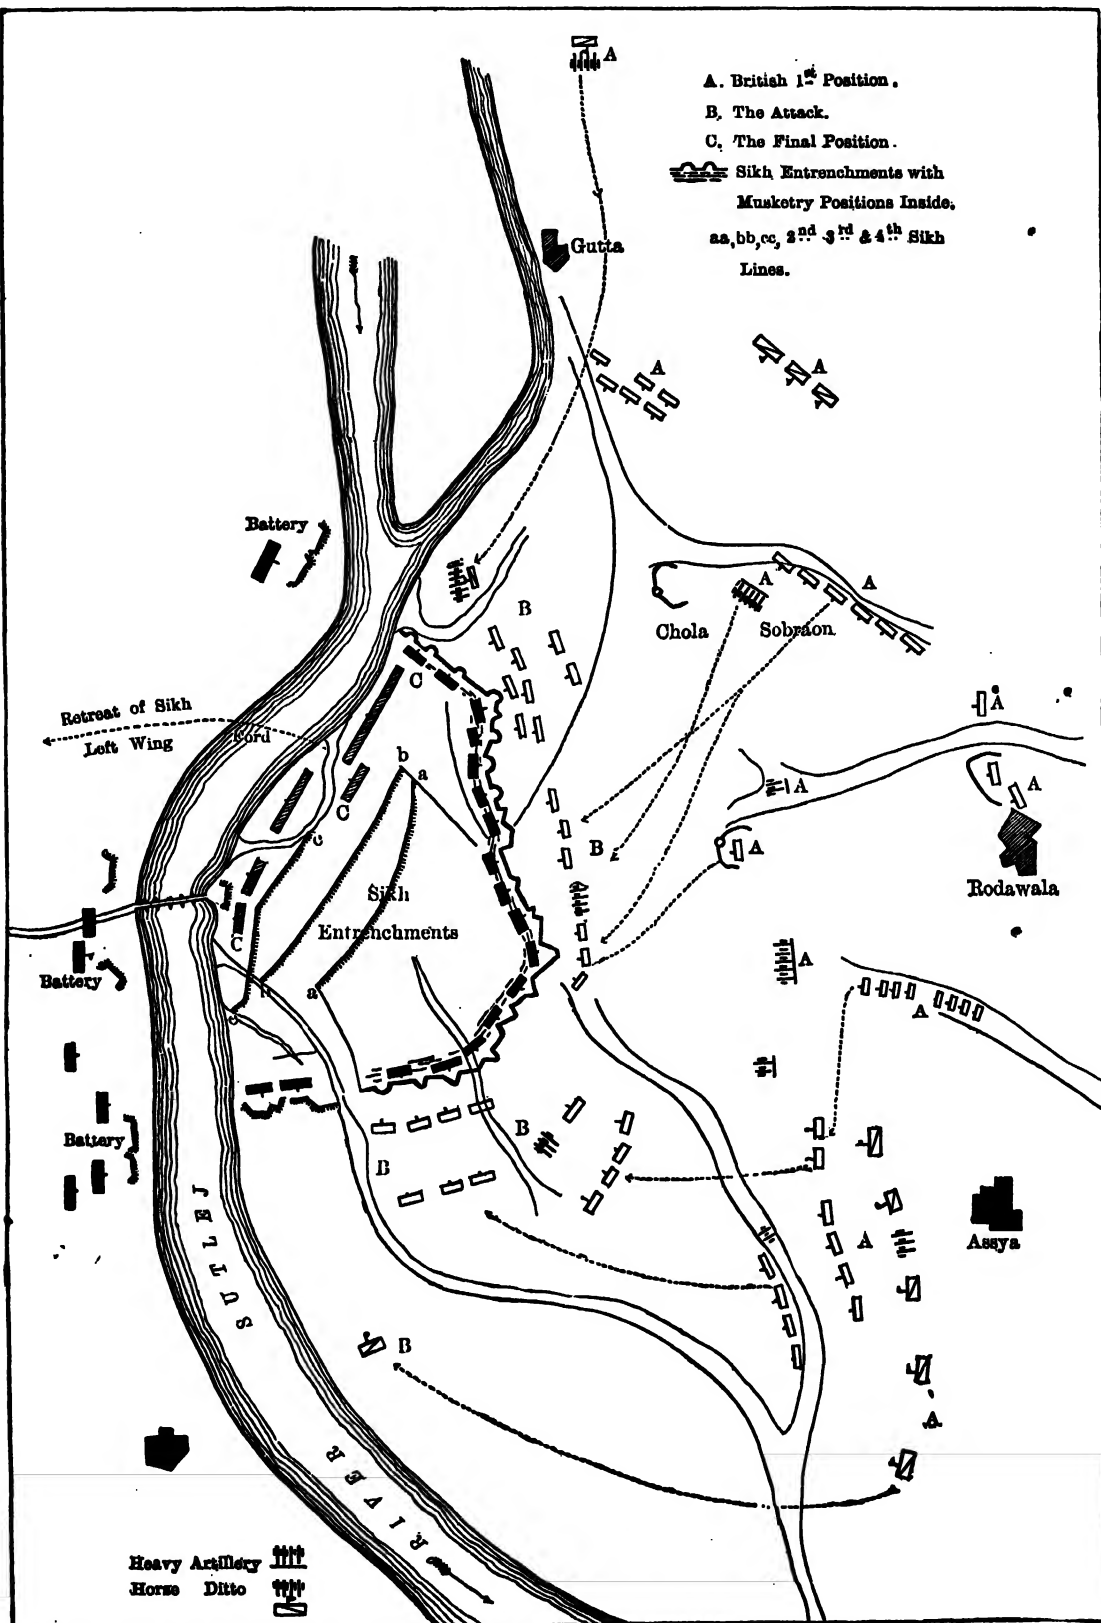 A
A. British 1st Position.
B. The Attack.
C. The Final Position.
Sikh Entrenchments with
Musketry Positions Inside.
aa, bb, cc, 2nd 3rd & 4th Sikh
Lines.
Gutta
A
A
Battery
B
A
A
Chola
Sobraon
C
Retreat of Sikh
Left Wing
Ford
A
b
a
A
A
C
c
B
A
Sikh
Entrenchments
Rodawala
C
A
Battery
b
a
c
A
B
Battery
B
A
Assya
SUTLEJ
RIVER
B
A
Heavy Artillery
Horse Ditto